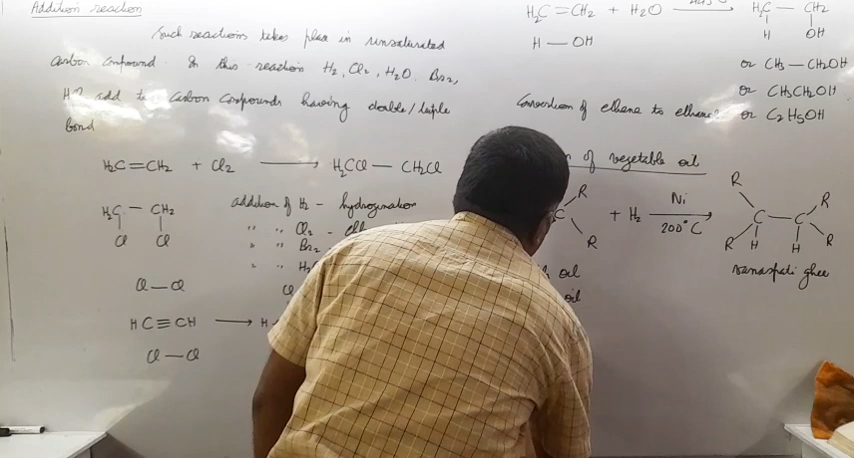 Addition reaction
Such reactions takes place in unsaturated
carbon compound. In this reaction H₂, Cl₂, H₂O, Br₂,
add to carbon compounds having double/triple
bond
H₂C=CH₂ + Cl₂ ⟶ H₂CCl — CH₂Cl
H₂C — CH₂
Cl Cl
Cl—Cl
HC≡CH ⟶ H
Cl—Cl
addition of H₂ – hydrogination
" " Cl₂ -
" " Br₂
" "
H₂C=CH₂ + H₂O ⟶ H₂C — CH₂
H OH
H — OH
or CH₃ — CH₂OH
or CH₃CH₂OH
Conversion of ethene to ethanol or C₂H₅OH
of vegetable oil
C R R + H₂ Ni ⟶ 200°C R R C—C R R H H
oil
vanaspati ghee
oil